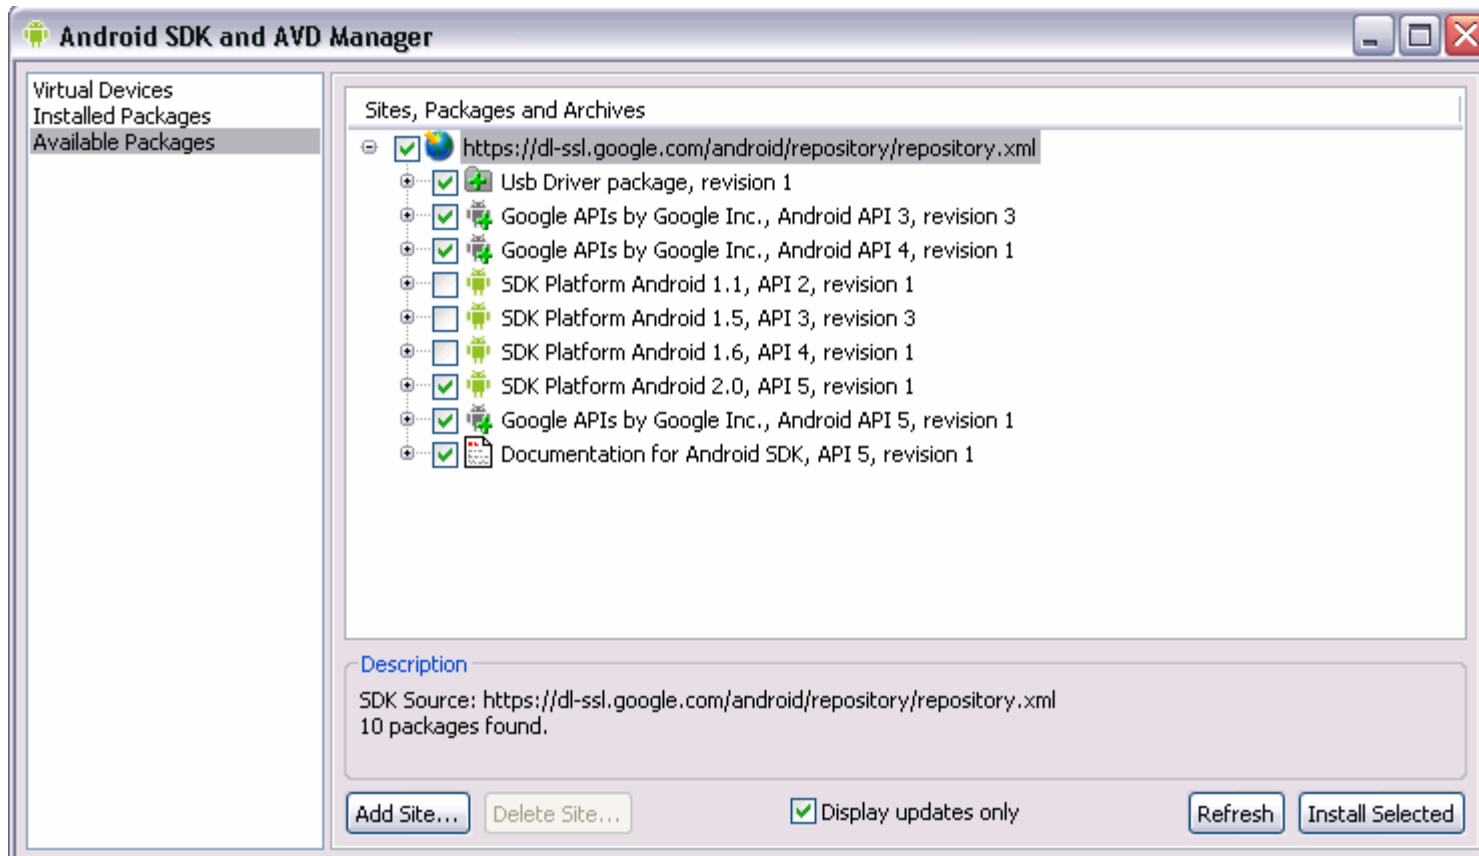 Android SDK and AVD Manager
Virtual Devices
Installed Packages
Available Packages
Sites, Packages and Archives
https://dl-ssl.google.com/android/repository/repository.xml
Usb Driver package, revision 1
Google APIs by Google Inc., Android API 3, revision 3
Google APIs by Google Inc., Android API 4, revision 1
SDK Platform Android 1.1, API 2, revision 1
SDK Platform Android 1.5, API 3, revision 3
SDK Platform Android 1.6, API 4, revision 1
SDK Platform Android 2.0, API 5, revision 1
Google APIs by Google Inc., Android API 5, revision 1
Documentation for Android SDK, API 5, revision 1
Description
SDK Source: https://dl-ssl.google.com/android/repository/repository.xml
10 packages found.
Add Site...
Delete Site...
Display updates only
Refresh
Install Selected